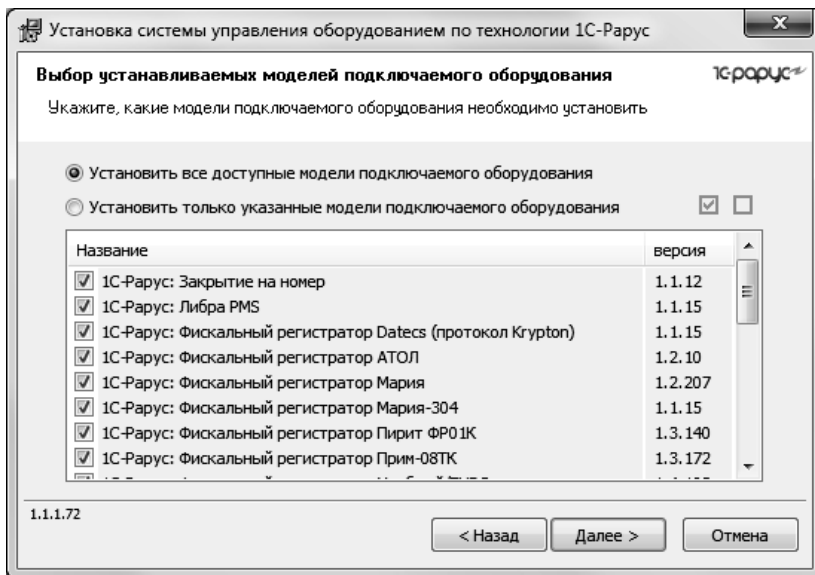 Установка системы управления оборудованием по технологии 1С-Рарус
Выбор устанавливаемых моделей подключаемого оборудования
1С-рарус
Укажите, какие модели подключаемого оборудования необходимо установить
Установить все доступные модели подключаемого оборудования
Установить только указанные модели подключаемого оборудования
Название версия
1С-Рарус: Закрытие на номер 1.1.12
1С-Рарус: Либра PMS 1.1.15
1С-Рарус: Фискальный регистратор Datecs (протокол Krypton) 1.1.15
1С-Рарус: Фискальный регистратор АТОЛ 1.2.10
1С-Рарус: Фискальный регистратор Мария 1.2.207
1С-Рарус: Фискальный регистратор Мария-304 1.1.15
1С-Рарус: Фискальный регистратор Пирит ФР01К 1.3.140
1С-Рарус: Фискальный регистратор Прим-08ТК 1.3.172
1.1.1.72
< Назад Далее > Отмена